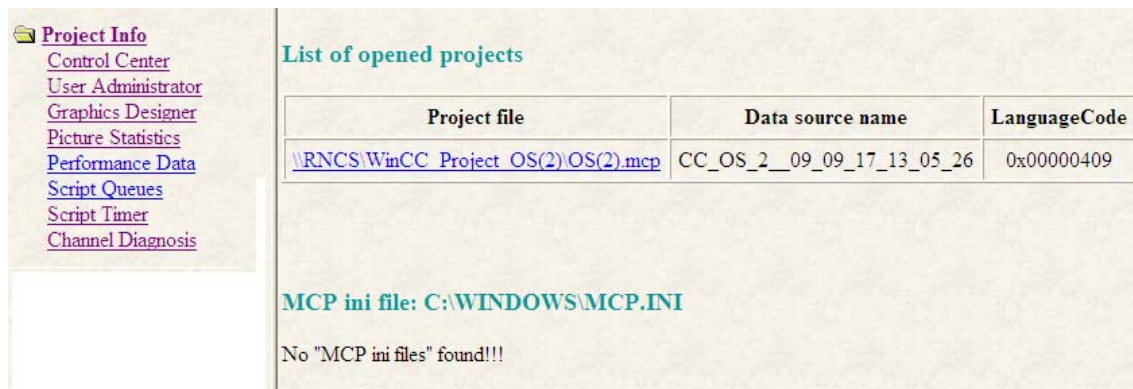 Project Info
Control Center
User Administrator
Graphics Designer
Picture Statistics
Performance Data
Script Queues
Script Timer
Channel Diagnosis
List of opened projects
Project file Data source name LanguageCode
\\RNCS\WinCC_Project_OS(2)\OS(2).mcp CC_OS_2__09_09_17_13_05_26 0x00000409
MCP ini file: C:\WINDOWS\MCP.INI
No "MCP ini files" found!!!